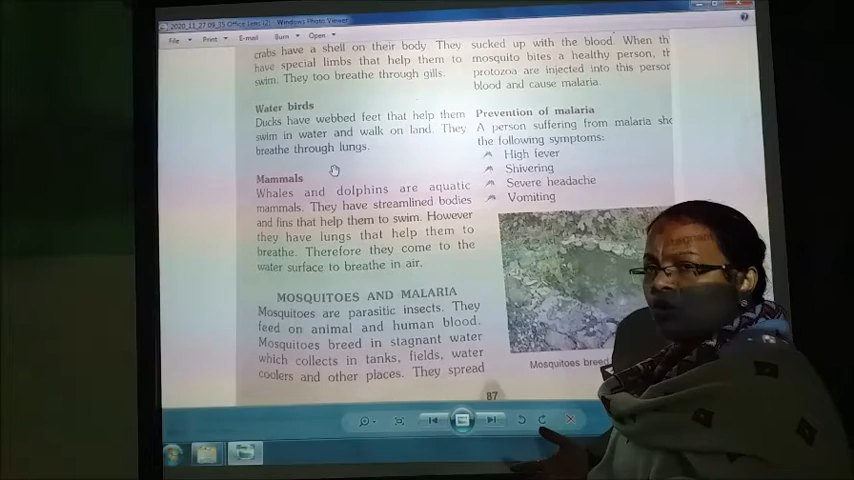 2020_11_27 09_35 Office Lens (2) - Windows Photo Viewer
File Print E-mail Burn Open
crabs have a shell on their body. They
have special limbs that help them to
swim. They too breathe through gills.
Water birds
Ducks have webbed feet that help them
swim in water and walk on land. They
breathe through lungs.
Mammals
Whales and dolphins are aquatic
mammals. They have streamlined bodies
and fins that help them to swim. However
they have lungs that help them to
breathe. Therefore they come to the
water surface to breathe in air.
MOSQUITOES AND MALARIA
Mosquitoes are parasitic insects. They
feed on animal and human blood.
Mosquitoes breed in stagnant water
which collects in tanks, fields, water
coolers and other places. They spread
sucked up with the blood. When th
mosquito bites a healthy person, th
protozoa are injected into this person
blood and cause malaria.
Prevention of malaria
A person suffering from malaria sho
the following symptoms:
High fever
Shivering
Severe headache
Vomiting
Mosquitoes breed
87